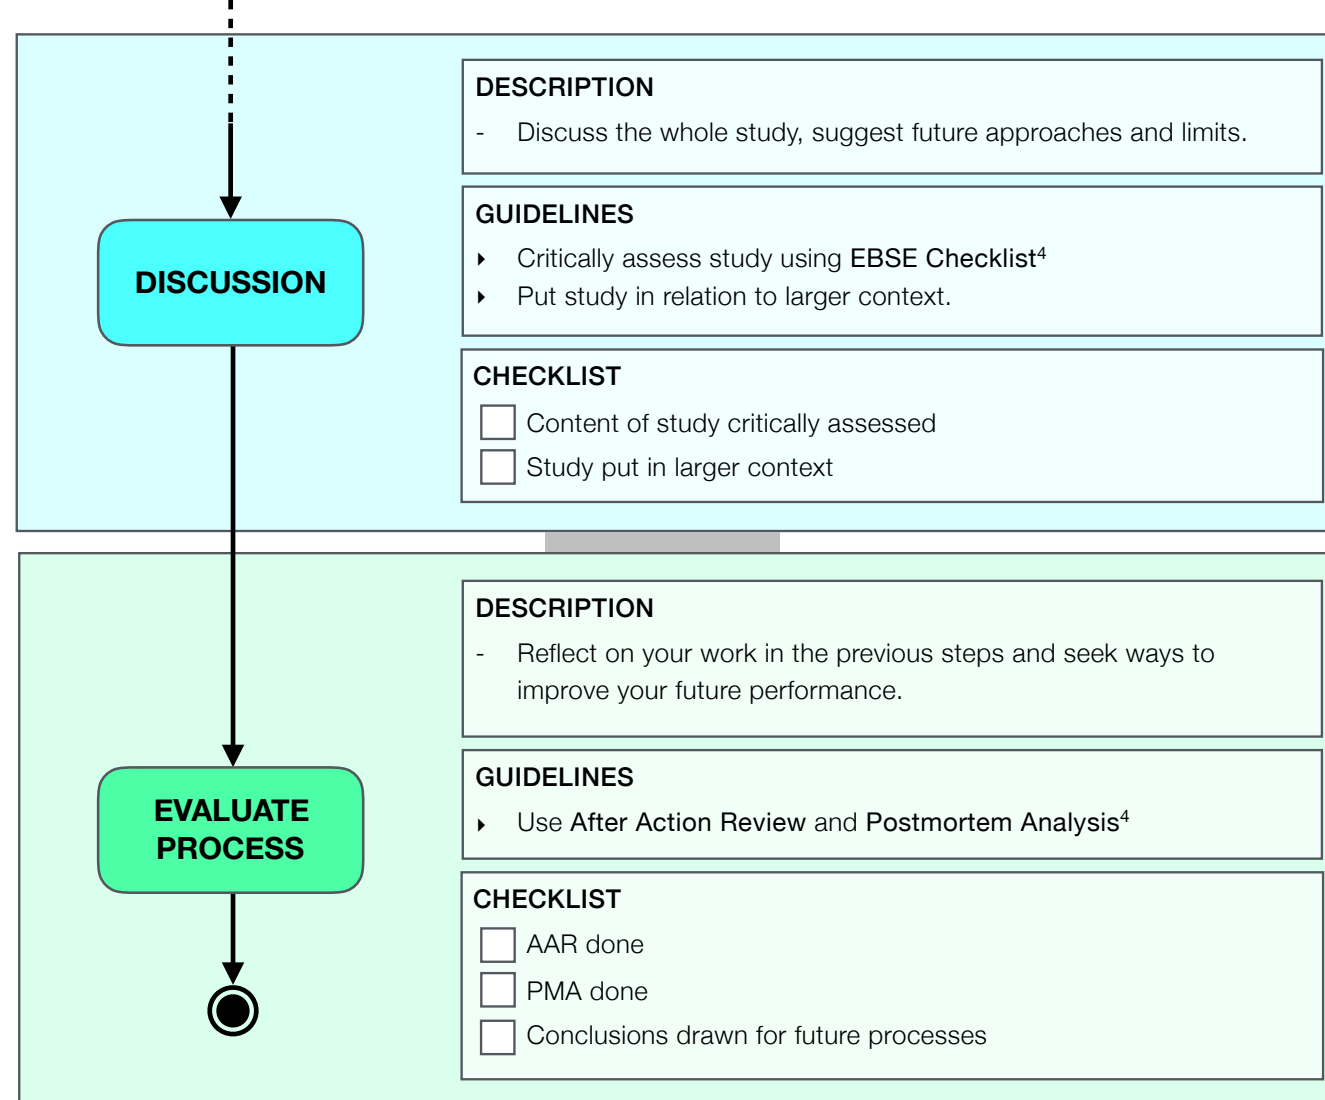 DESCRIPTION
- Discuss the whole study, suggest future approaches and limits.
DISCUSSION
GUIDELINES
‣ Critically assess study using EBSE Checklist⁴
‣ Put study in relation to larger context.
CHECKLIST
Content of study critically assessed
Study put in larger context
DESCRIPTION
- Reflect on your work in the previous steps and seek ways to
improve your future performance.
EVALUATE
PROCESS
GUIDELINES
‣ Use After Action Review and Postmortem Analysis⁴
CHECKLIST
AAR done
PMA done
Conclusions drawn for future processes